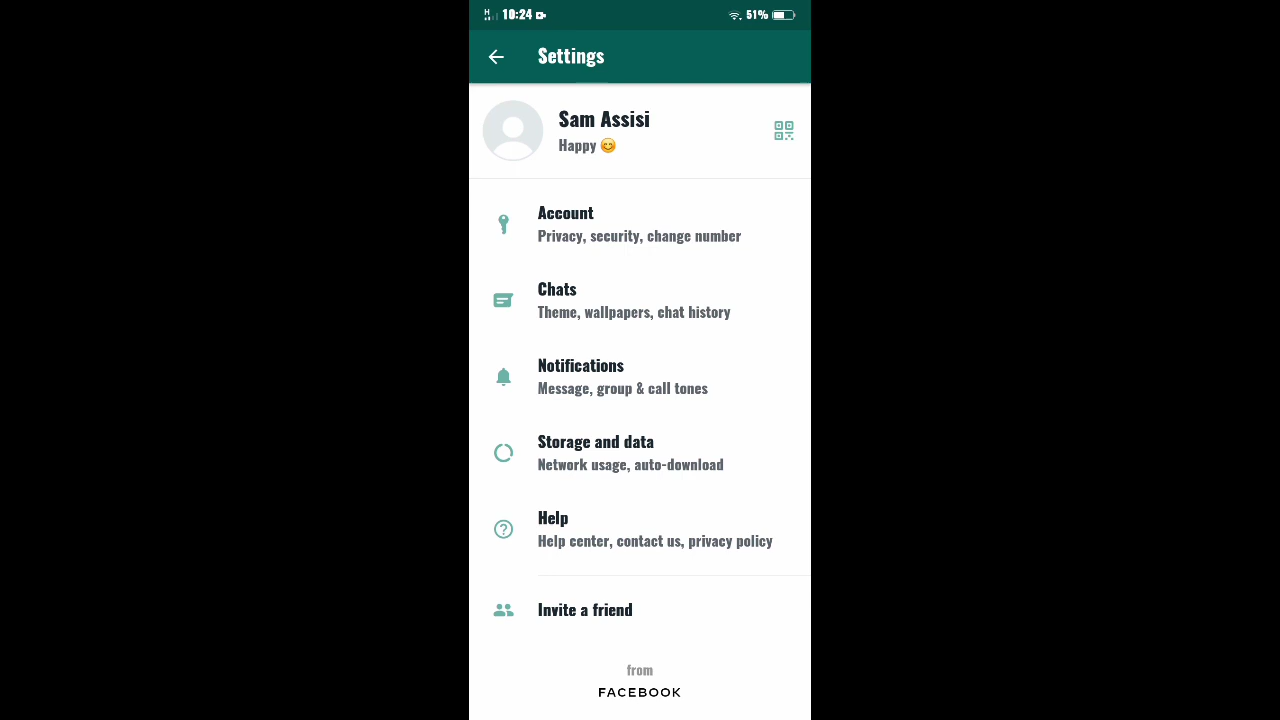 H 10:24 51%
Settings
Sam Assisi
Happy 😊
Account
Privacy, security, change number
Chats
Theme, wallpapers, chat history
Notifications
Message, group & call tones
Storage and data
Network usage, auto-download
Help
Help center, contact us, privacy policy
Invite a friend
from
FACEBOOK